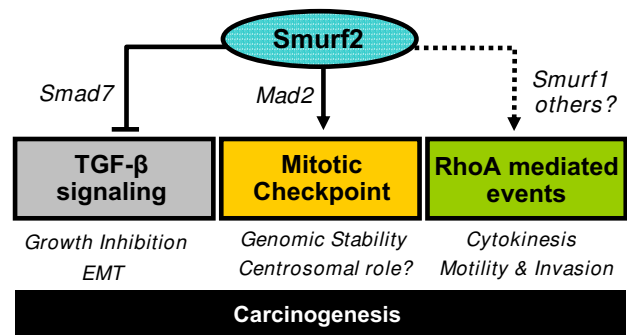 Smurf2
Smad7
Mad2
Smurf1
others?
TGF-β
signaling
Mitotic
Checkpoint
RhoA mediated
events
Growth Inhibition
EMT
Genomic Stability
Centrosomal role?
Cytokinesis
Motility & Invasion
Carcinogenesis